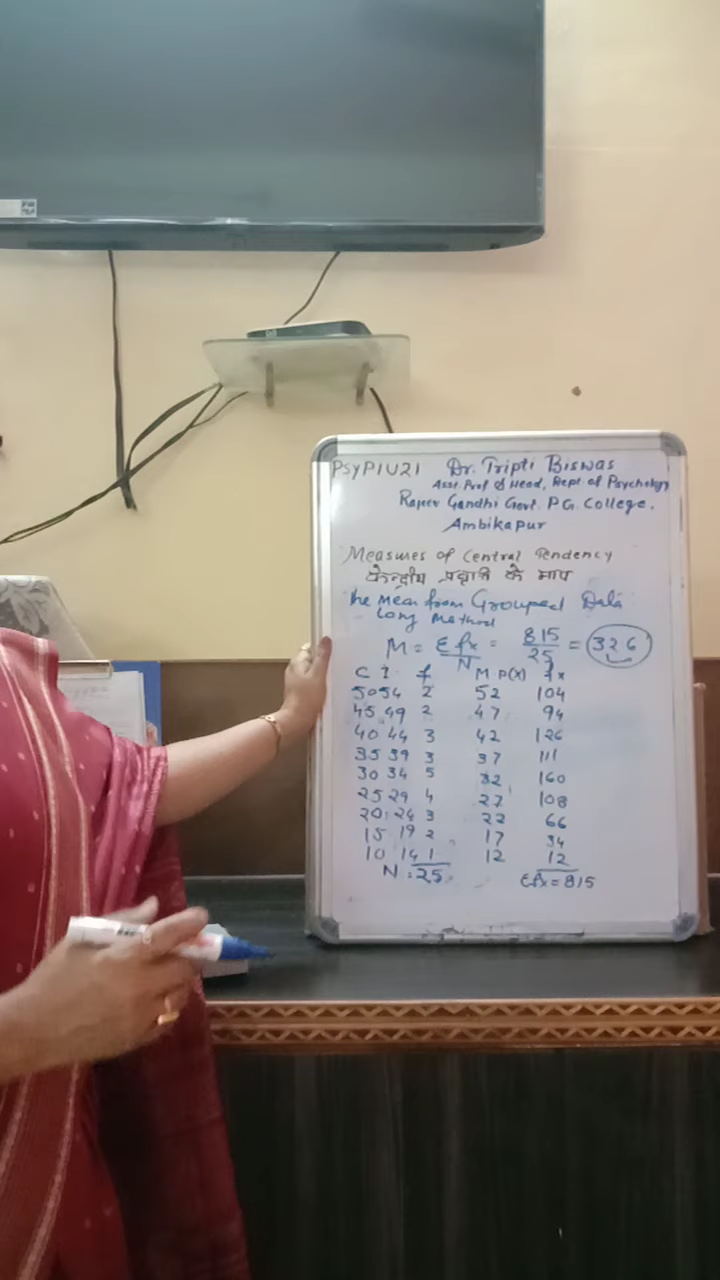 PSYPIU21 Dr. Tripti Biswas
Asst. Prof & Head, Dept. of Psychology
Rajeev Gandhi Govt. P.G. College,
Ambikapur
Measures of Central Tendency
केन्द्रीय प्रवृत्ति के माप
he Mean from Grouped Data
Long Method
M = Σfx/N = 815/25 = 32.6
C I f M P(X) fx
50 54 2 52 104
45 49 2 47 94
40 44 3 42 126
35 39 3 37 111
30 34 5 32 160
25 29 4 27 108
20 24 3 22 66
15 19 2 17 34
10 14 1 12 12
N = 25 Σfx = 815